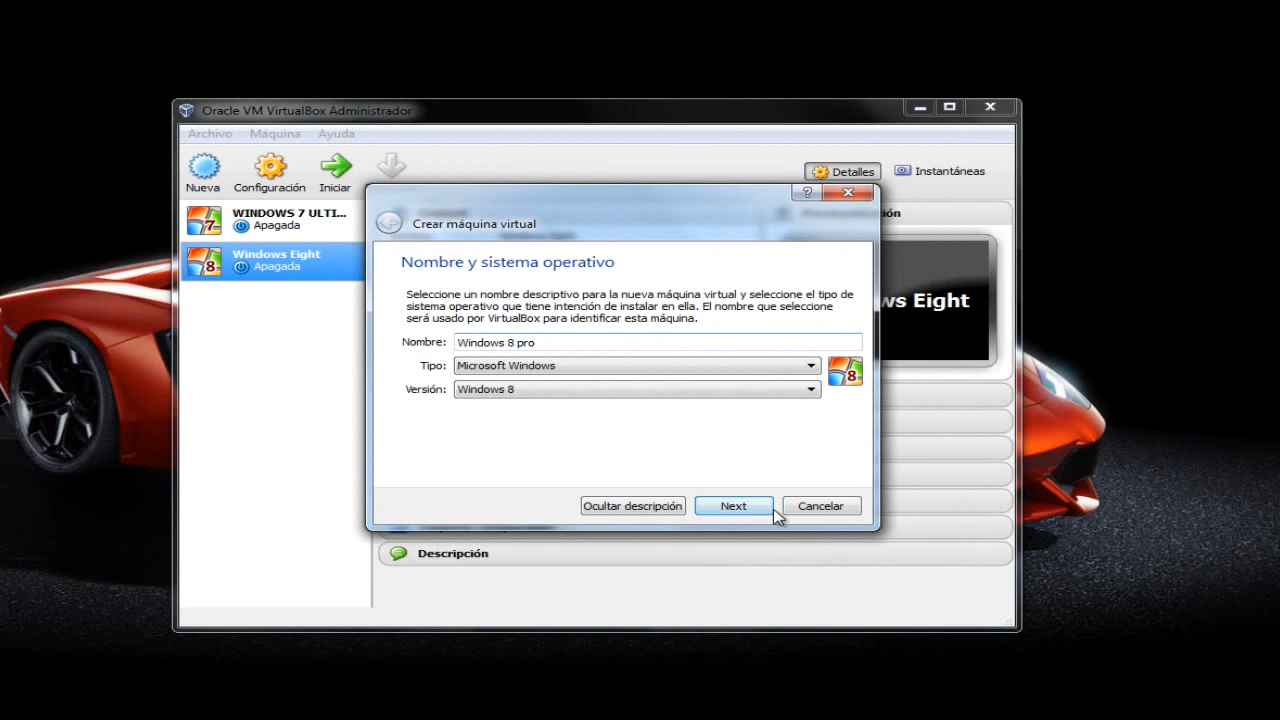 Oracle VM VirtualBox Administrador
Archivo Máquina Ayuda
Nueva Configuración Iniciar
Detalles Instantáneas
WINDOWS 7 ULTI...
Apagada
Windows Eight
Apagada
Crear máquina virtual
Nombre y sistema operativo
Seleccione un nombre descriptivo para la nueva máquina virtual y seleccione el tipo de
sistema operativo que tiene intención de instalar en ella. El nombre que seleccione
será usado por VirtualBox para identificar esta máquina.
Nombre: Windows 8 pro
Tipo: Microsoft Windows
Versión: Windows 8
8
Ocultar descripción Next Cancelar
Eight
Descripción